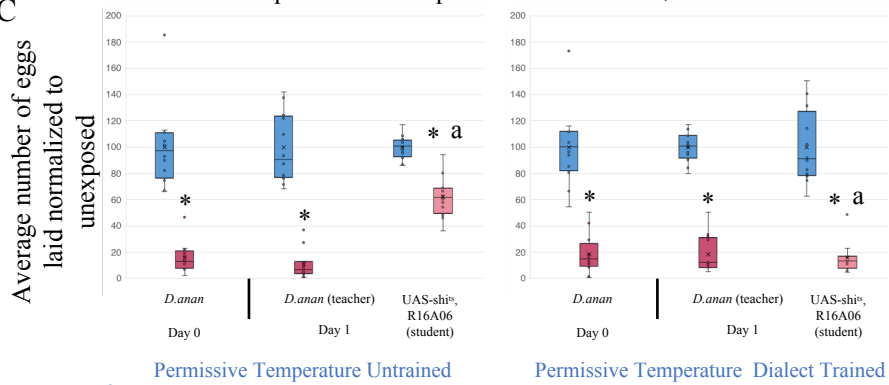 C
Average number of eggs
laid normalized to
unexposed
200
180
160
140
120
100
80
60
40
20
0
*
*
* a
D.anan
D.anan (teacher)
UAS-shiᵗˢ,
R16A06
(student)
Day 0
Day 1
Permissive Temperature Untrained
200
180
160
140
120
100
80
60
40
20
0
*
*
* a
D.anan
D.anan (teacher)
UAS-shiᵗˢ,
R16A06
(student)
Day 0
Day 1
Permissive Temperature Dialect Trained